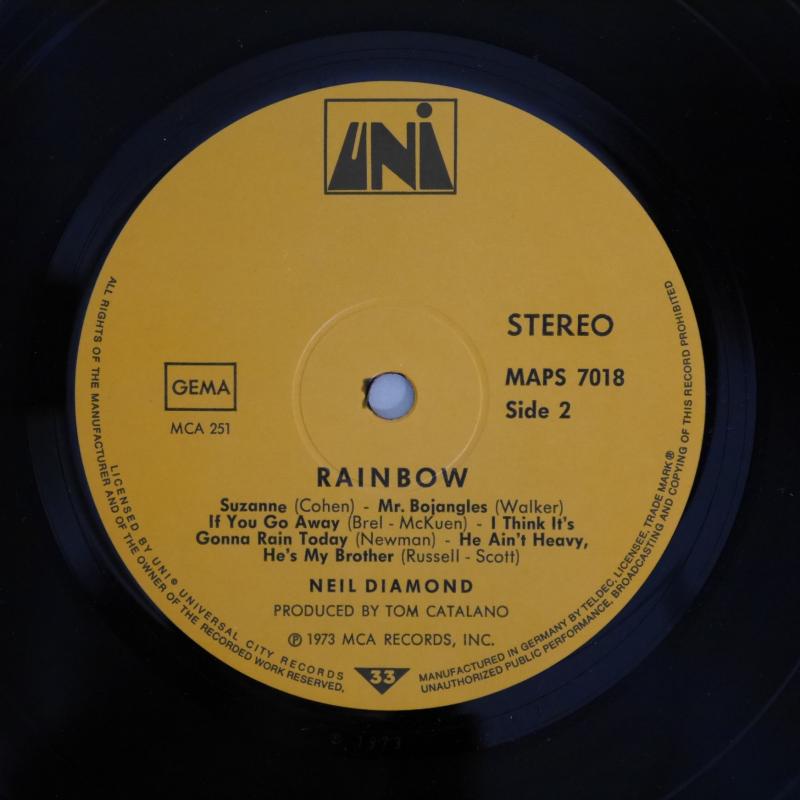 UNI
STEREO
GEMA
MAPS 7018
MCA 251
Side 2
RAINBOW
Suzanne (Cohen) - Mr. Bojangles (Walker)
If You Go Away (Brel - McKuen) - I Think It's
Gonna Rain Today (Newman) - He Ain't Heavy,
He's My Brother (Russell - Scott)
NEIL DIAMOND
PRODUCED BY TOM CATALANO
℗ 1973 MCA RECORDS, INC.
33
ALL RIGHTS OF THE MANUFACTURER AND OF THE OWNER OF THE RECORDED WORK RESERVED.
LICENSED BY UNI® UNIVERSAL CITY RECORDS
MANUFACTURED IN GERMANY BY TELDEC, LICENSEE, TRADE MARK®
UNAUTHORIZED PUBLIC PERFORMANCE, BROADCASTING AND COPYING OF THIS RECORD PROHIBITED
1973